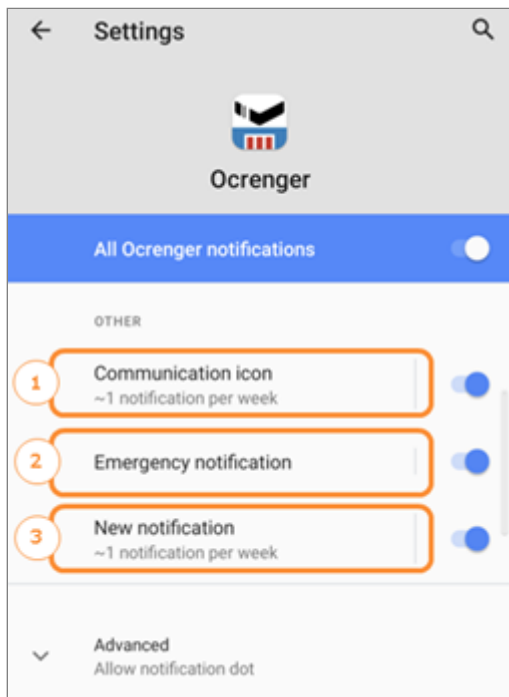 Settings
Ocrenger
All Ocrenger notifications
OTHER
1
Communication icon
~1 notification per week
2
Emergency notification
3
New notification
~1 notification per week
Advanced
Allow notification dot